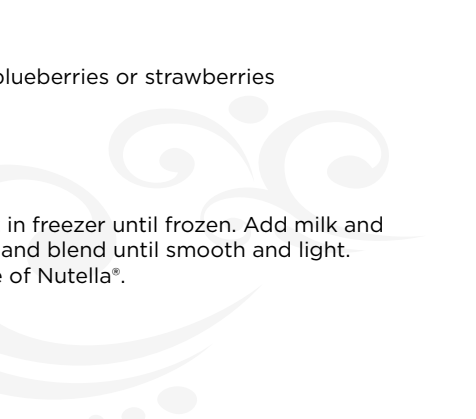 blueberries or strawberries
in freezer until frozen. Add milk and
and blend until smooth and light.
of Nutella®.